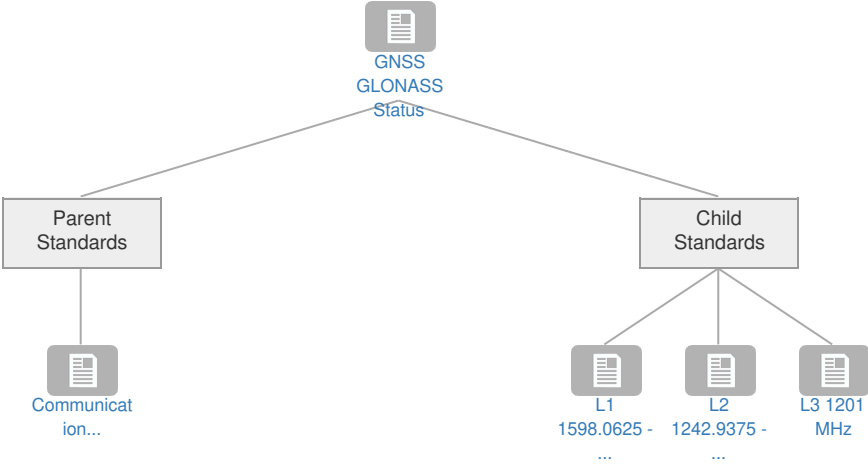 GNSS
GLONASS
Status
Parent
Standards
Child
Standards
Communicat
ion...
L1
1598.0625 -
...
L2
1242.9375 -
...
L3 1201
MHz